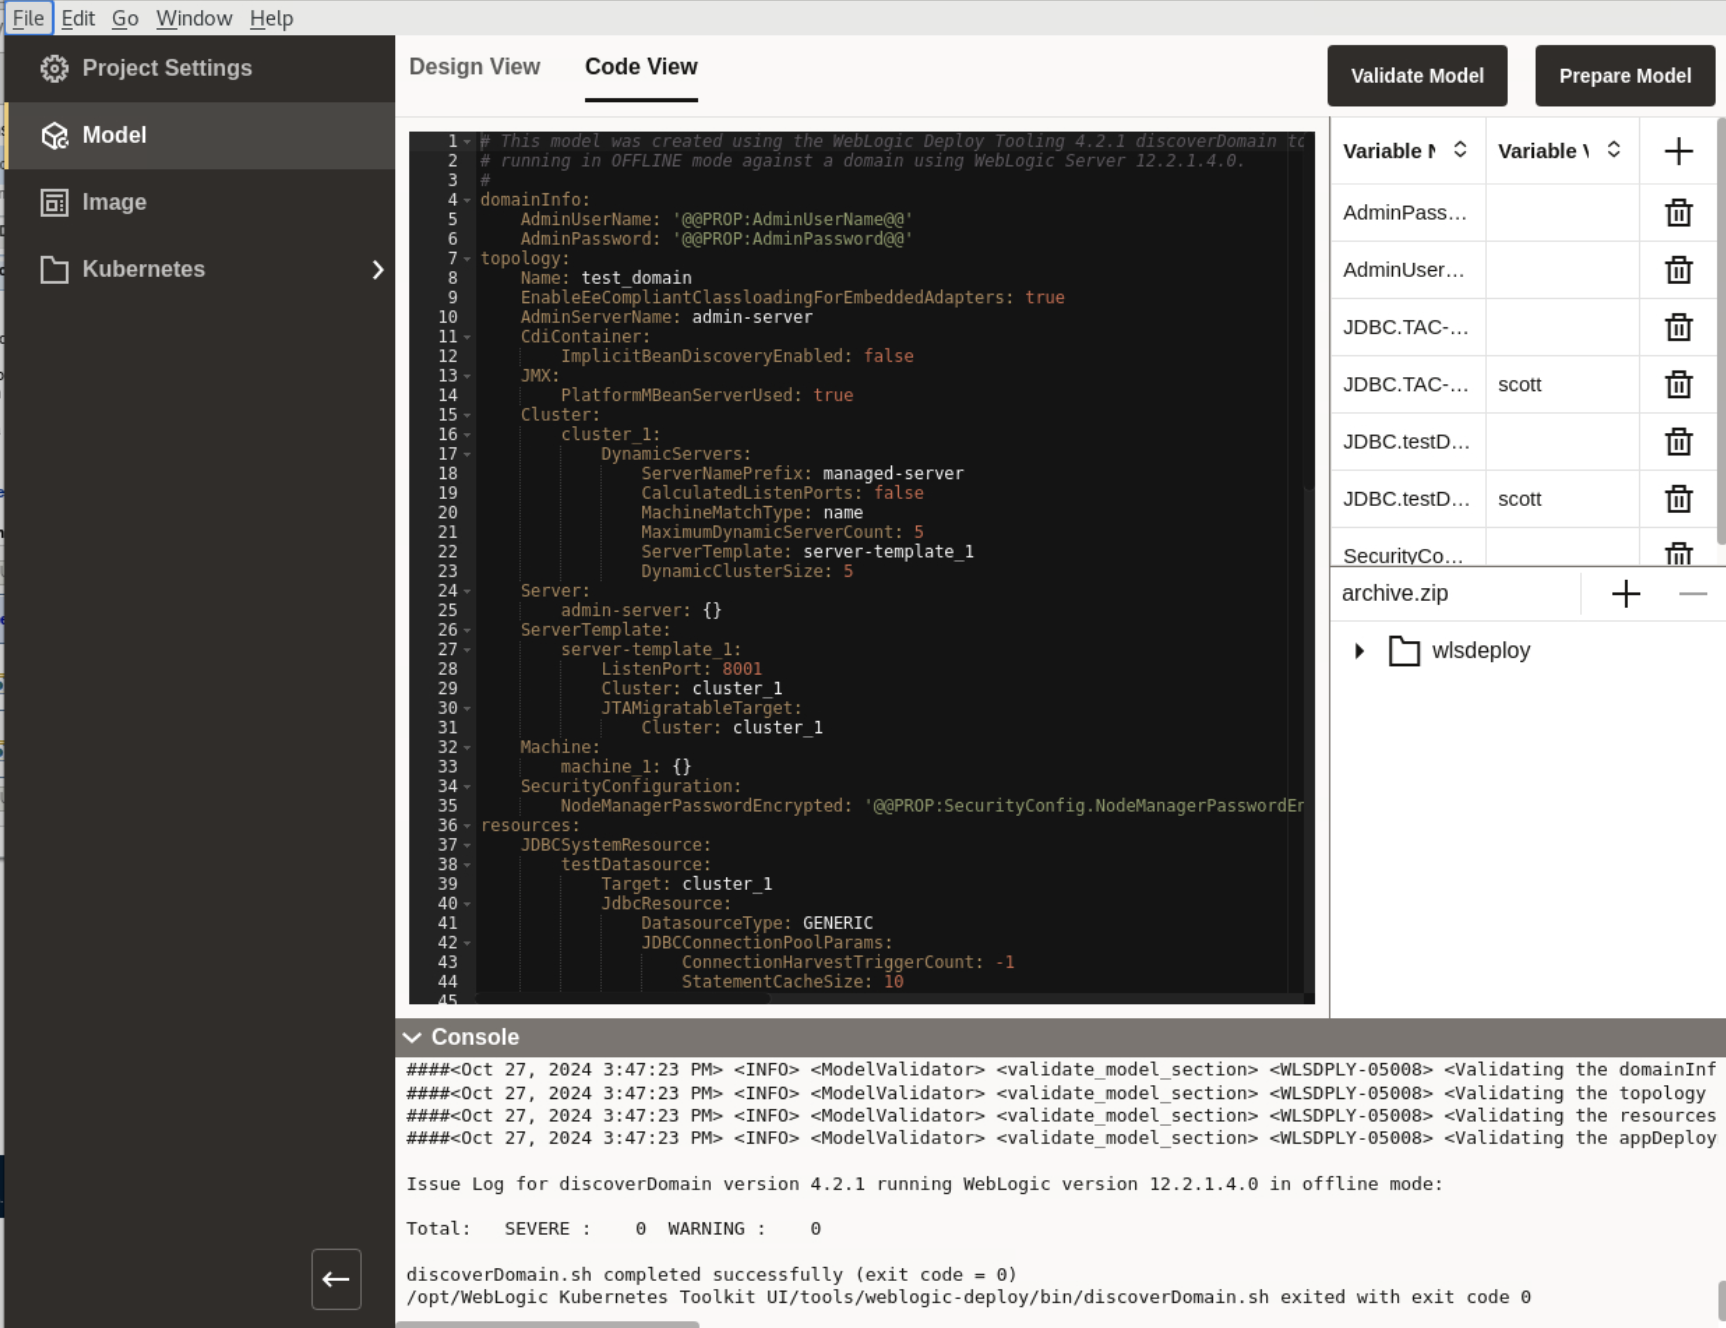 File Edit Go Window Help
Project Settings
Model
Image
Kubernetes
Design View
Code View
Validate Model
Prepare Model
1 # This model was created using the WebLogic Deploy Tooling 4.2.1 discoverDomain to
2 # running in OFFLINE mode against a domain using WebLogic Server 12.2.1.4.0.
3 #
4 domainInfo:
5 AdminUserName: '@@PROP:AdminUserName@@'
6 AdminPassword: '@@PROP:AdminPassword@@'
7 topology:
8 Name: test_domain
9 EnableEeCompliantClassloadingForEmbeddedAdapters: true
10 AdminServerName: admin-server
11 CdiContainer:
12 ImplicitBeanDiscoveryEnabled: false
13 JMX:
14 PlatformMBeanServerUsed: true
15 Cluster:
16 cluster_1:
17 DynamicServers:
18 ServerNamePrefix: managed-server
19 CalculatedListenPorts: false
20 MachineMatchType: name
21 MaximumDynamicServerCount: 5
22 ServerTemplate: server-template_1
23 DynamicClusterSize: 5
24 Server:
25 admin-server: {}
26 ServerTemplate:
27 server-template_1:
28 ListenPort: 8001
29 Cluster: cluster_1
30 JTAMigratableTarget:
31 Cluster: cluster_1
32 Machine:
33 machine_1: {}
34 SecurityConfiguration:
35 NodeManagerPasswordEncrypted: '@@PROP:SecurityConfig.NodeManagerPasswordEn
36 resources:
37 JDBCSystemResource:
38 testDatasource:
39 Target: cluster_1
40 JdbcResource:
41 DatasourceType: GENERIC
42 JDBCConnectionPoolParams:
43 ConnectionHarvestTriggerCount: -1
44 StatementCacheSize: 10
45
Variable Variable
AdminPass...
AdminUser...
JDBC.TAC-...
JDBC.TAC-... scott
JDBC.testD...
JDBC.testD... scott
SecurityCo...
archive.zip
wlsdeploy
Console
####<Oct 27, 2024 3:47:23 PM> <INFO> <ModelValidator> <validate_model_section> <WLSDPLY-05008> <Validating the domainInf
####<Oct 27, 2024 3:47:23 PM> <INFO> <ModelValidator> <validate_model_section> <WLSDPLY-05008> <Validating the topology
####<Oct 27, 2024 3:47:23 PM> <INFO> <ModelValidator> <validate_model_section> <WLSDPLY-05008> <Validating the resources
####<Oct 27, 2024 3:47:23 PM> <INFO> <ModelValidator> <validate_model_section> <WLSDPLY-05008> <Validating the appDeploy
Issue Log for discoverDomain version 4.2.1 running WebLogic version 12.2.1.4.0 in offline mode:
Total: SEVERE : 0 WARNING : 0
discoverDomain.sh completed successfully (exit code = 0)
/opt/WebLogic Kubernetes Toolkit UI/tools/weblogic-deploy/bin/discoverDomain.sh exited with exit code 0